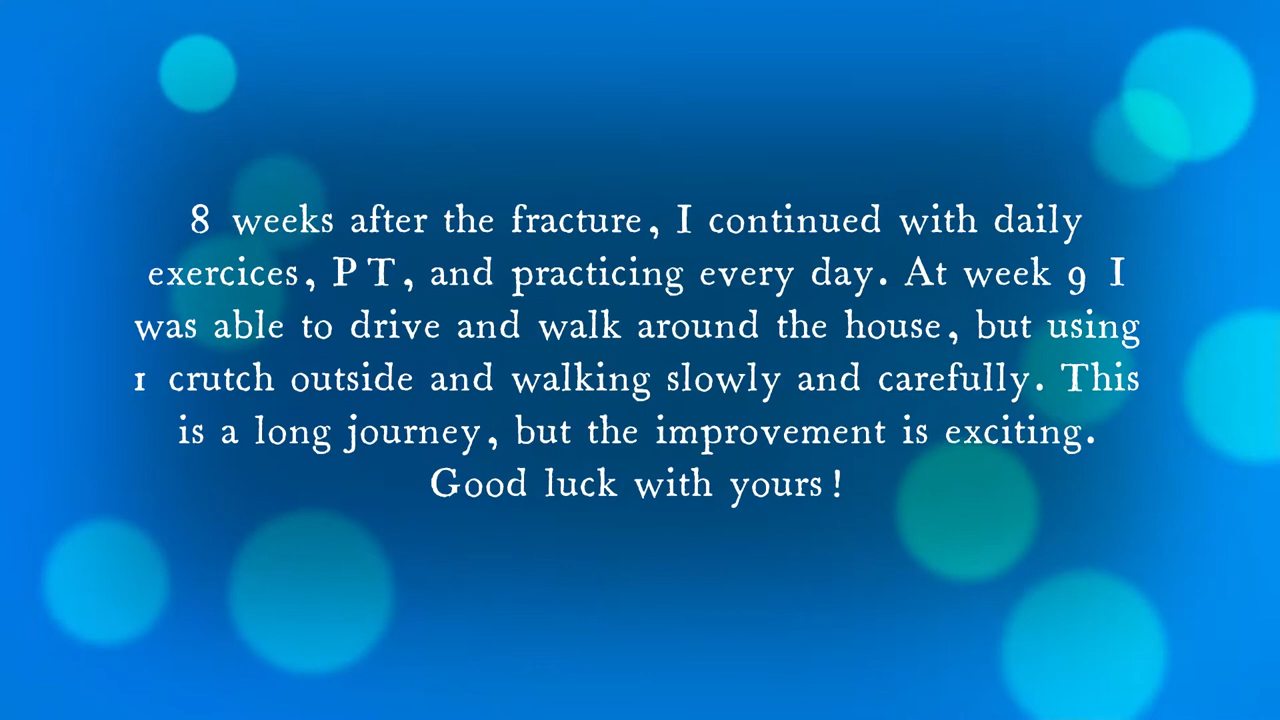 8 weeks after the fracture, I continued with daily
exercices, PT, and practicing every day. At week 9 I
was able to drive and walk around the house, but using
1 crutch outside and walking slowly and carefully. This
is a long journey, but the improvement is exciting.
Good luck with yours!